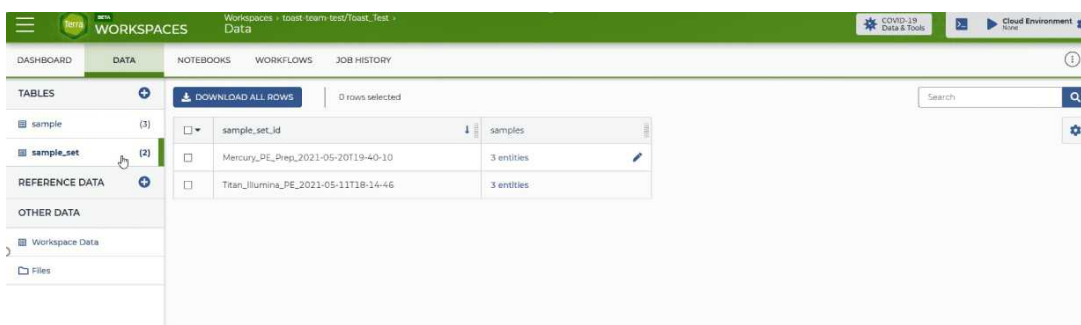 terra
BETA
WORKSPACES
Workspaces › toast-team-test/Toast_Test ›
Data
COVID-19
Data & Tools
Cloud Environment
None
DASHBOARD
DATA
NOTEBOOKS
WORKFLOWS
JOB HISTORY
TABLES
DOWNLOAD ALL ROWS
0 rows selected
Search
sample (3)
sample_set_id
samples
sample_set (2)
Mercury_PE_Prep_2021-05-20T19-40-10
3 entities
REFERENCE DATA
Titan_Illumina_PE_2021-05-11T18-14-46
3 entities
OTHER DATA
Workspace Data
Files